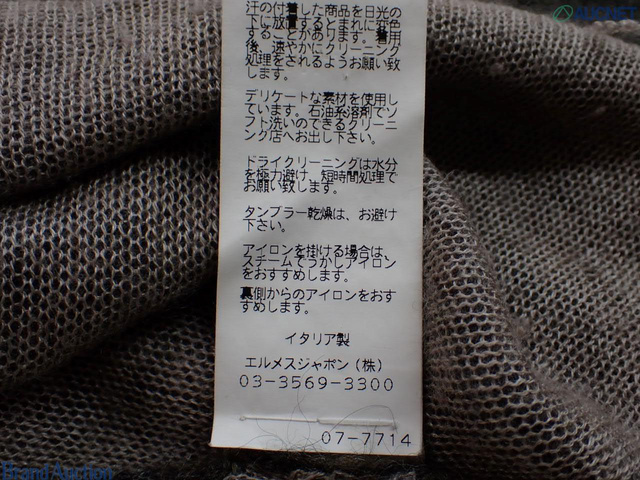 AUCNET
汗の付着した商品を日光の
下に放置するとまれに変色
することがあります。着用
後、速やかにクリーニング
処理をされるようお願い致
します。
デリケートな素材を使用し
ています。石油系溶剤でソ
フト洗いのできるクリーニ
ング店へお出し下さい。
ドライクリーニングは水分
を極力避け、短時間処理で
お願い致します。
タンブラー乾燥は、お避け
下さい。
アイロンを掛ける場合は、
スチームでうかしアイロン
をおすすめします。
裏側からのアイロンをおす
すめします。
イタリア製
エルメスジャポン(株)
03-3569-3300
07-7714
Brand Auction